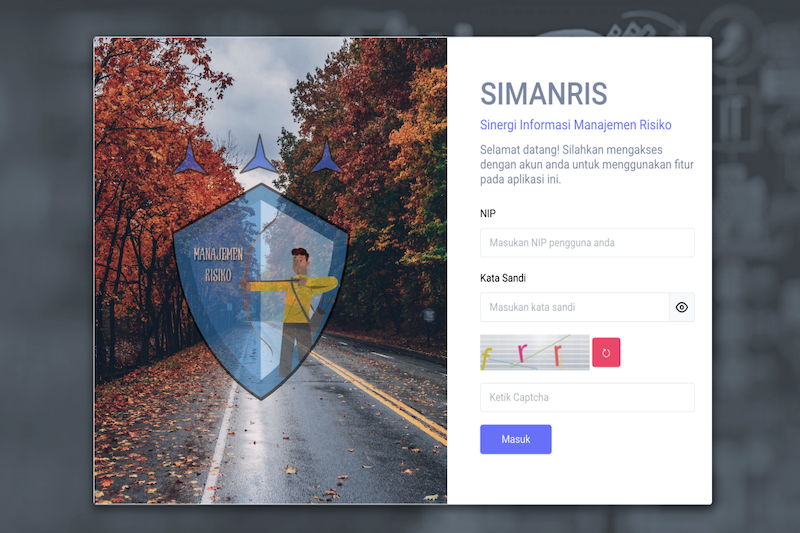 MANAJEMEN
RISIKO
SIMANRIS
Sinergi Informasi Manajemen Risiko
Selamat datang! Silahkan mengakses
dengan akun anda untuk menggunakan fitur
pada aplikasi ini.
NIP
Masukan NIP pengguna anda
Kata Sandi
Masukan kata sandi
r r r
Ketik Captcha
Masuk